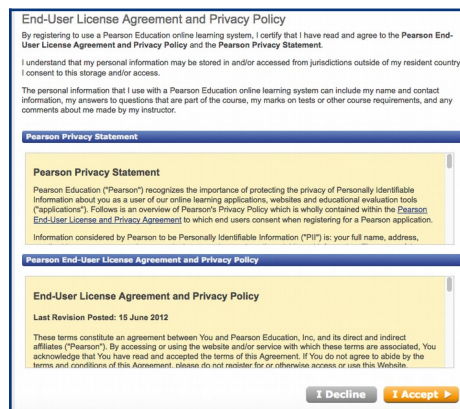 End-User License Agreement and Privacy Policy
By registering to use a Pearson Education online learning system, I certify that I have read and agree to the Pearson End-
User License Agreement and Privacy Policy and the Pearson Privacy Statement.
I understand that my personal information may be stored in and/or accessed from jurisdictions outside of my resident country
I consent to this storage and/or access.
The personal information that I use with a Pearson Education online learning system can include my name and contact
information, my answers to questions that are part of the course, my marks on tests or other course requirements, and any
comments about me made by my instructor.
Pearson Privacy Statement
Pearson Privacy Statement
Pearson Education ("Pearson") recognizes the importance of protecting the privacy of Personally Identifiable
Information about you as a user of our online learning applications, websites and educational evaluation tools
("applications"). Follows is an overview of Pearson's Privacy Policy which is wholly contained within the Pearson
End-User License and Privacy Agreement to which end users consent when registering for a Pearson application.
Information considered by Pearson to be Personally Identifiable Information ("PII") is: your full name, address,
Pearson End-User License Agreement and Privacy Policy
End-User License Agreement and Privacy Policy
Last Revision Posted: 15 June 2012
These terms constitute an agreement between You and Pearson Education, Inc, and its direct and indirect
affiliates ("Pearson"). By accessing or using the website and/or service with which these terms are associated, You
acknowledge that You have read and accepted the terms of this Agreement. If You do not agree to abide by the
terms and conditions of this Agreement, please do not register for or otherwise access or use this Website.
I Decline
I Accept